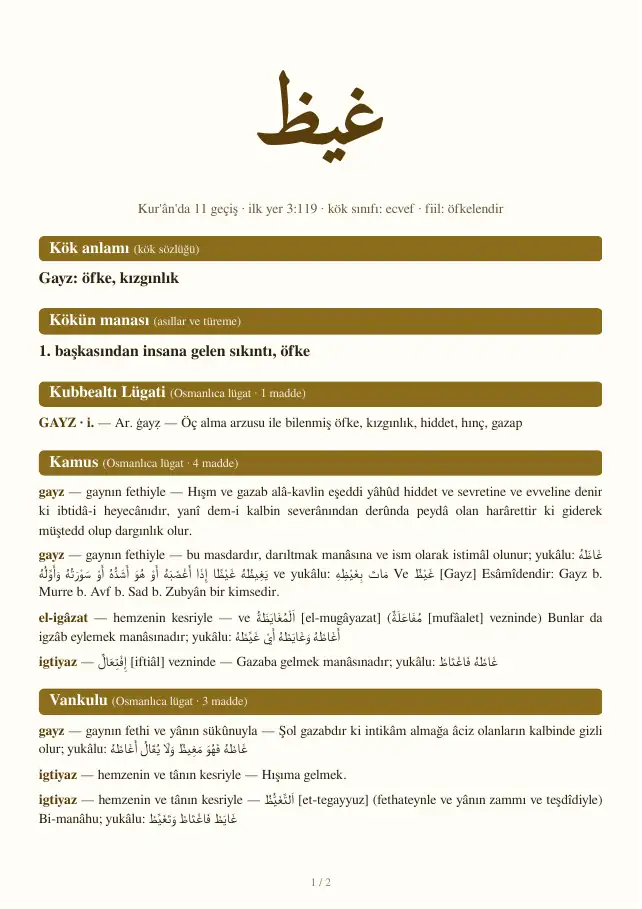 غيظ
Kur'ân'da 11 geçiş · ilk yer 3:119 · kök sınıfı: ecvef · fiil: öfkelendir
Kök anlamı (kök sözlüğü)
Gayz: öfke, kızgınlık
Kökün manası (asıllar ve türeme)
1. başkasından insana gelen sıkıntı, öfke
Kubbealtı Lügati (Osmanlıca lügat · 1 madde)
GAYZ · i. — Ar. ġayẓ — Öç alma arzusu ile bilenmiş öfke, kızgınlık, hiddet, hınç, gazap
Kamus (Osmanlıca lügat · 4 madde)
gayz — gaynın fethiyle — Hışm ve gazab alâ-kavlin eşeddi yâhûd hiddet ve sevretine ve evveline denir
ki ibtidâ-i heyecânıdır, yanî dem-i kalbin severânından derûnda peydâ olan harârettir ki giderek
müştedd olup dargınlık olur.
gayz — gaynın fethiyle — bu masdardır, darıltmak manâsına ve ism olarak istimâl olunur; yukâlu: غَاظَهُ
يَغِيظُهُ غَيْظًا إِذَا أَغْضَبَهُ أَوْ هُوَ أَشَدُّهُ أَوْ سَوْرَتُهُ وَأَوَّلُهُ ve yukâlu: مَاتَ بِغَيْظِهِ Ve غَيْظٌ [Gayz] Esâmîdendir: Gayz b.
Murre b. Avf b. Sad b. Zubyân bir kimsedir.
el-igâzat — hemzenin kesriyle — ve اَلْمُغَايَظَةُ [el-mugâyazat] (مُفَاعَلَةٌ [mufâalet] vezninde) Bunlar da
igzâb eylemek manâsınadır; yukâlu: أَغَاظَهُ وَغَايَظَهُ أَيْ غَيَّظَهُ
igtiyaz — إِفْتِعَالٌ [iftiâl] vezninde — Gazaba gelmek manâsınadır; yukâlu: غَاظَهُ فَاغْتَاظَ
Vankulu (Osmanlıca lügat · 3 madde)
gayz — gaynın fethi ve yânın sükûnuyla — Şol gazabdır ki intikâm almağa âciz olanların kalbinde gizli
olur; yukâlu: غَاظَهُ فَهُوَ مَغِيظٌ وَلَا يُقَالُ أَغَاظَهُ
igtiyaz — hemzenin ve tânın kesriyle — Hışıma gelmek.
igtiyaz — hemzenin ve tânın kesriyle — اَلتَّغَيُّظُ [et-tegayyuz] (fethateynle ve yânın zammı ve teşdîdiyle)
Bi-manâhu; yukâlu: غَايَظَ فَاغْتَاظَ وَتَغَيَّظَ
1 / 2